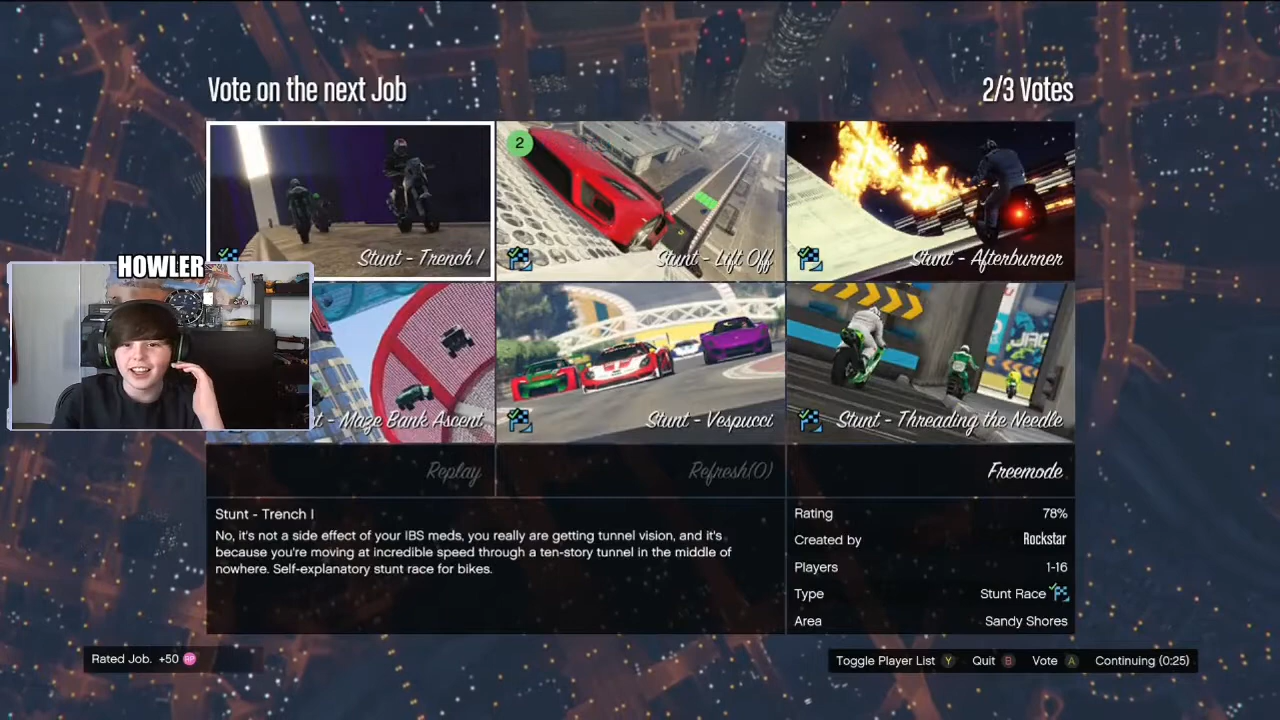 Vote on the next Job
2/3 Votes
2
Stunt - Trench I
Stunt - Lift Off
Stunt - Afterburner
HOWLER
t - Maze Bank Ascent
Stunt - Vespucci
Stunt - Threading the Needle
Replay
Refresh(0)
Freemode
Stunt - Trench I
No, it's not a side effect of your IBS meds, you really are getting tunnel vision, and it's
because you're moving at incredible speed through a ten-story tunnel in the middle of
nowhere. Self-explanatory stunt race for bikes.
Rating 78%
Created by Rockstar
Players 1-16
Type Stunt Race
Area Sandy Shores
Rated Job. +50 RP
Toggle Player List Y Quit B Vote A Continuing (0:25)